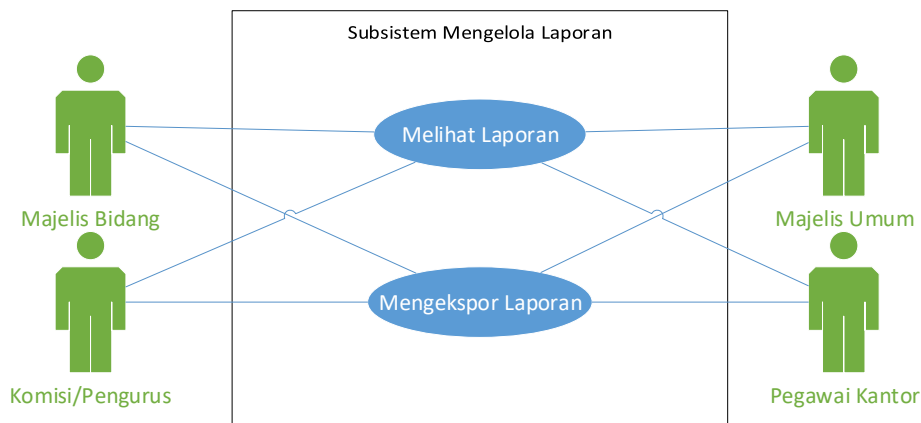 Subsistem Mengelola Laporan
Melihat Laporan
Majelis Bidang
Majelis Umum
Mengekspor Laporan
Komisi/Pengurus
Pegawai Kantor